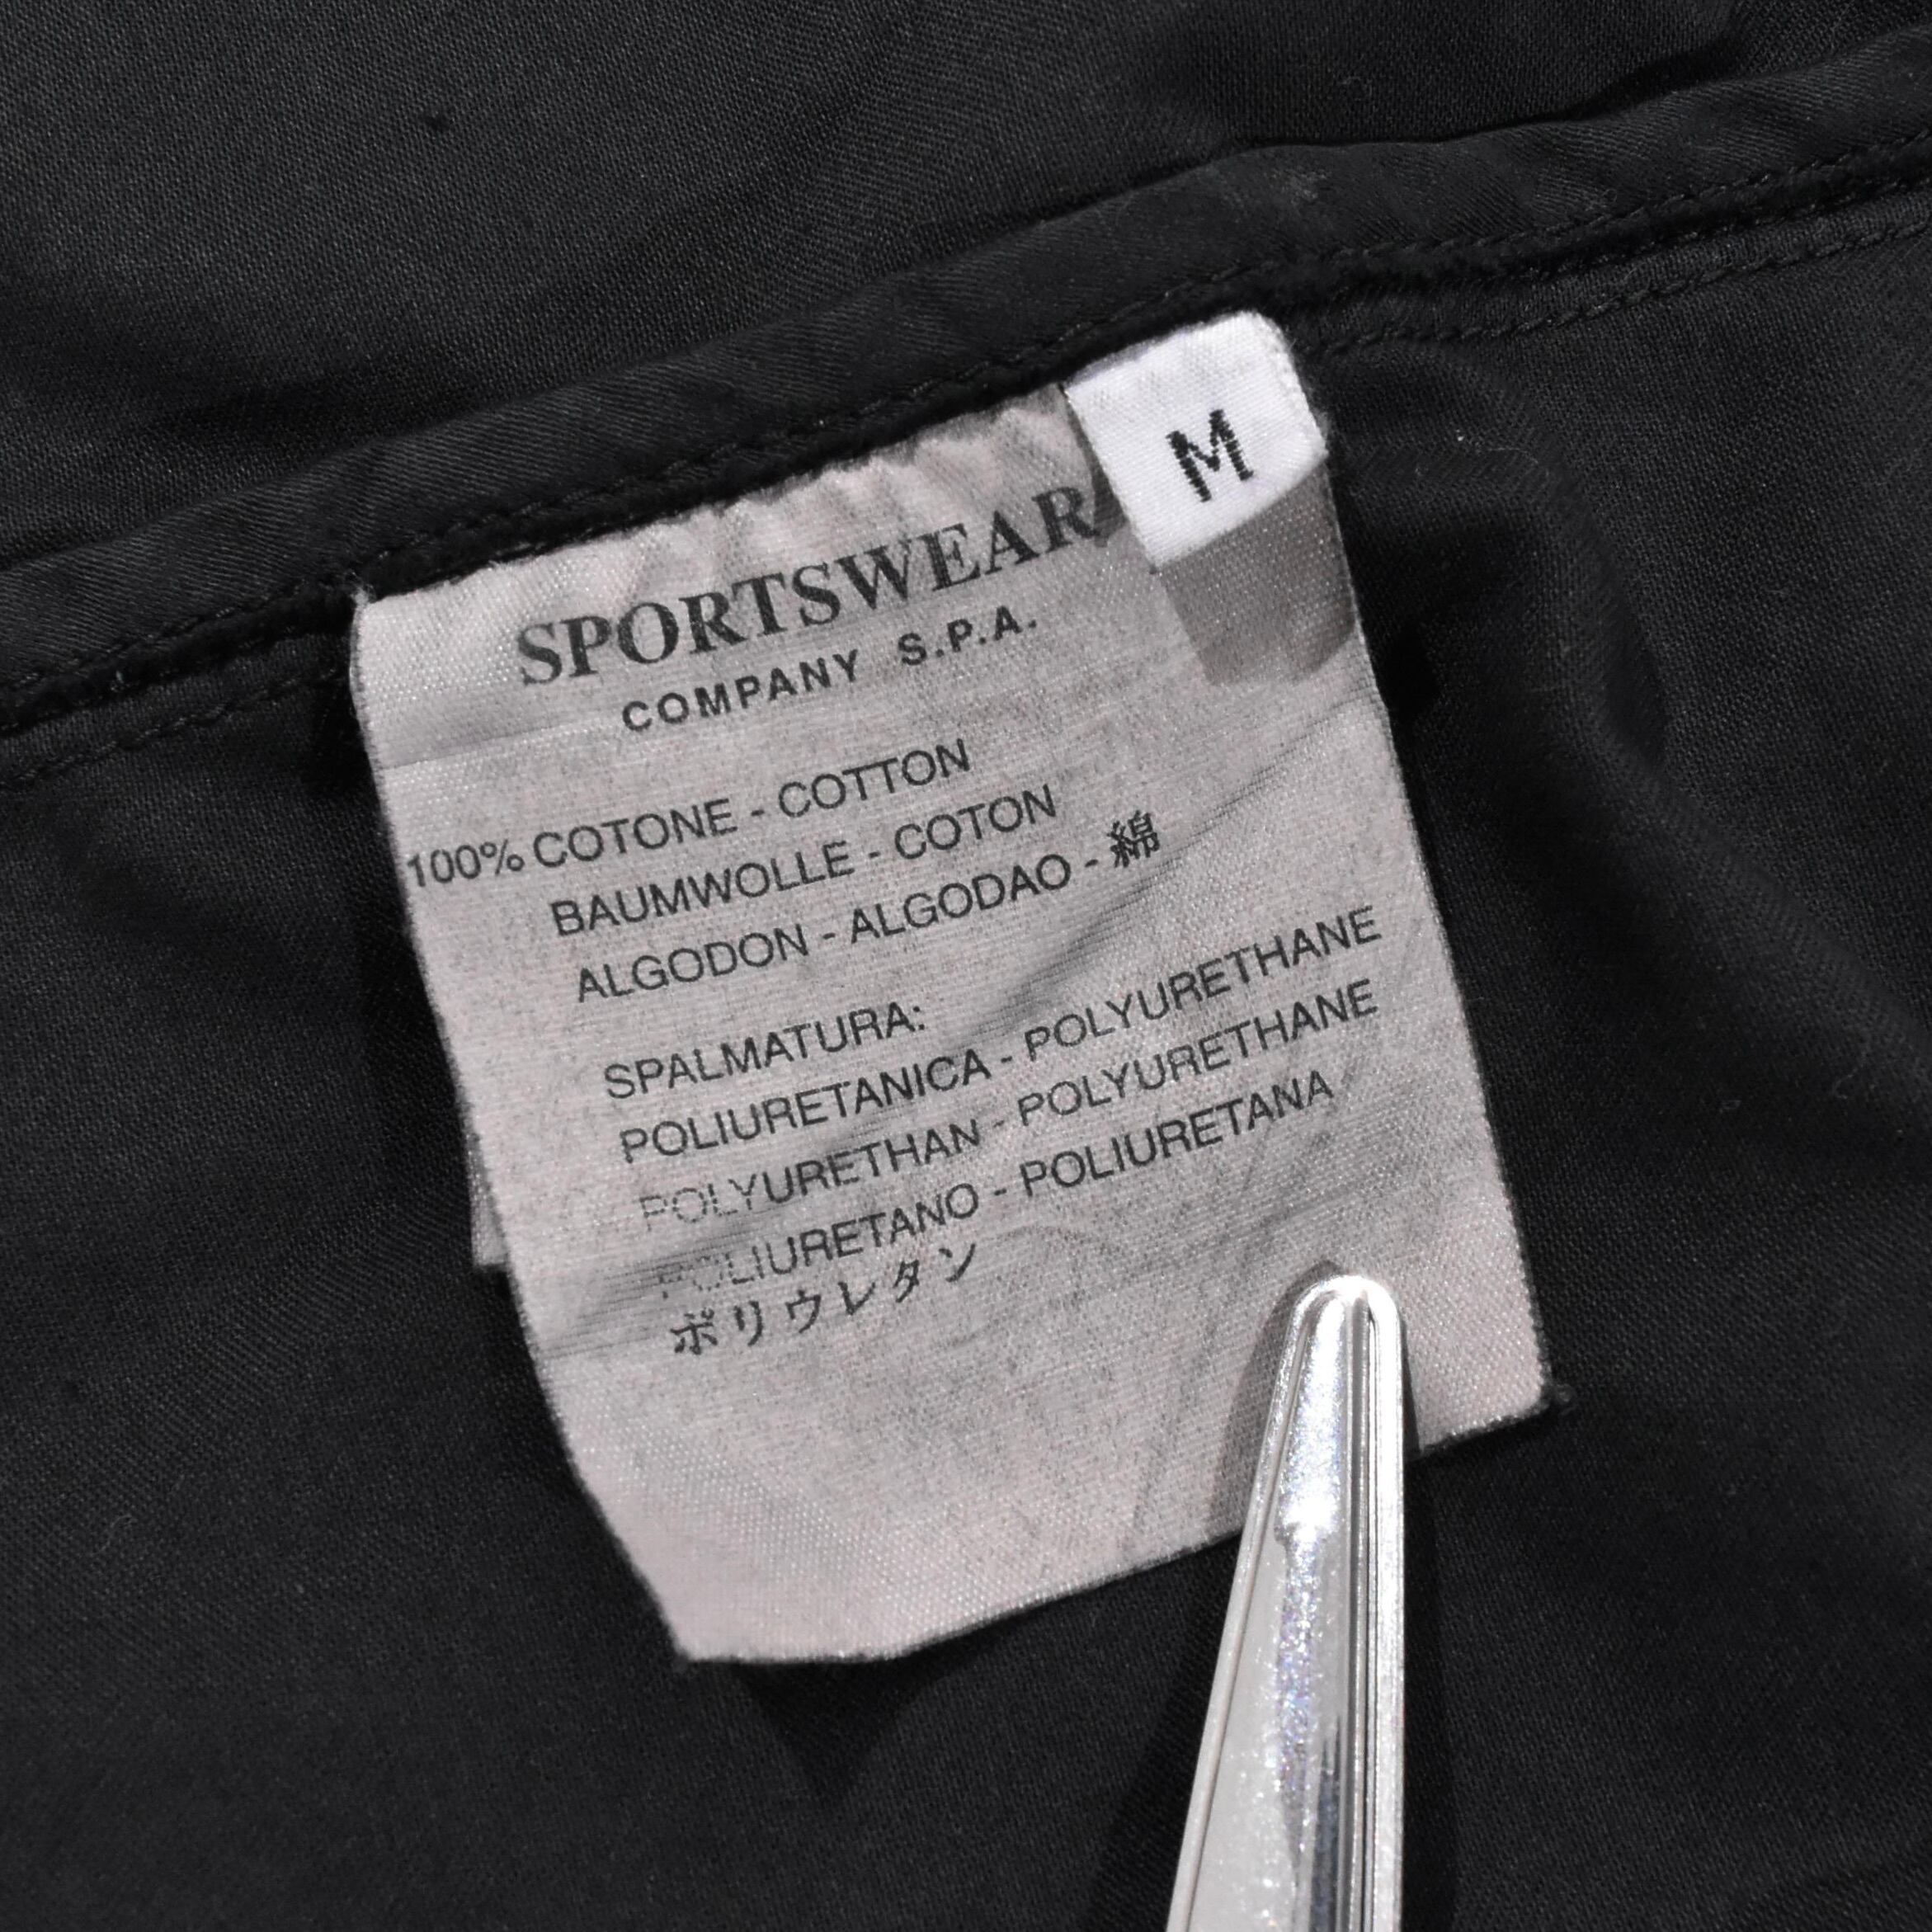 M
SPORTSWEAR
COMPANY S.P.A.
100% COTONE - COTTON
BAUMWOLLE - COTON
ALGODON - ALGODAO - 綿
SPALMATURA:
POLIURETANICA - POLYURETHANE
POLYURETHAN - POLYURETHANE
POLIURETANO - POLIURETANA
ポリウレタン